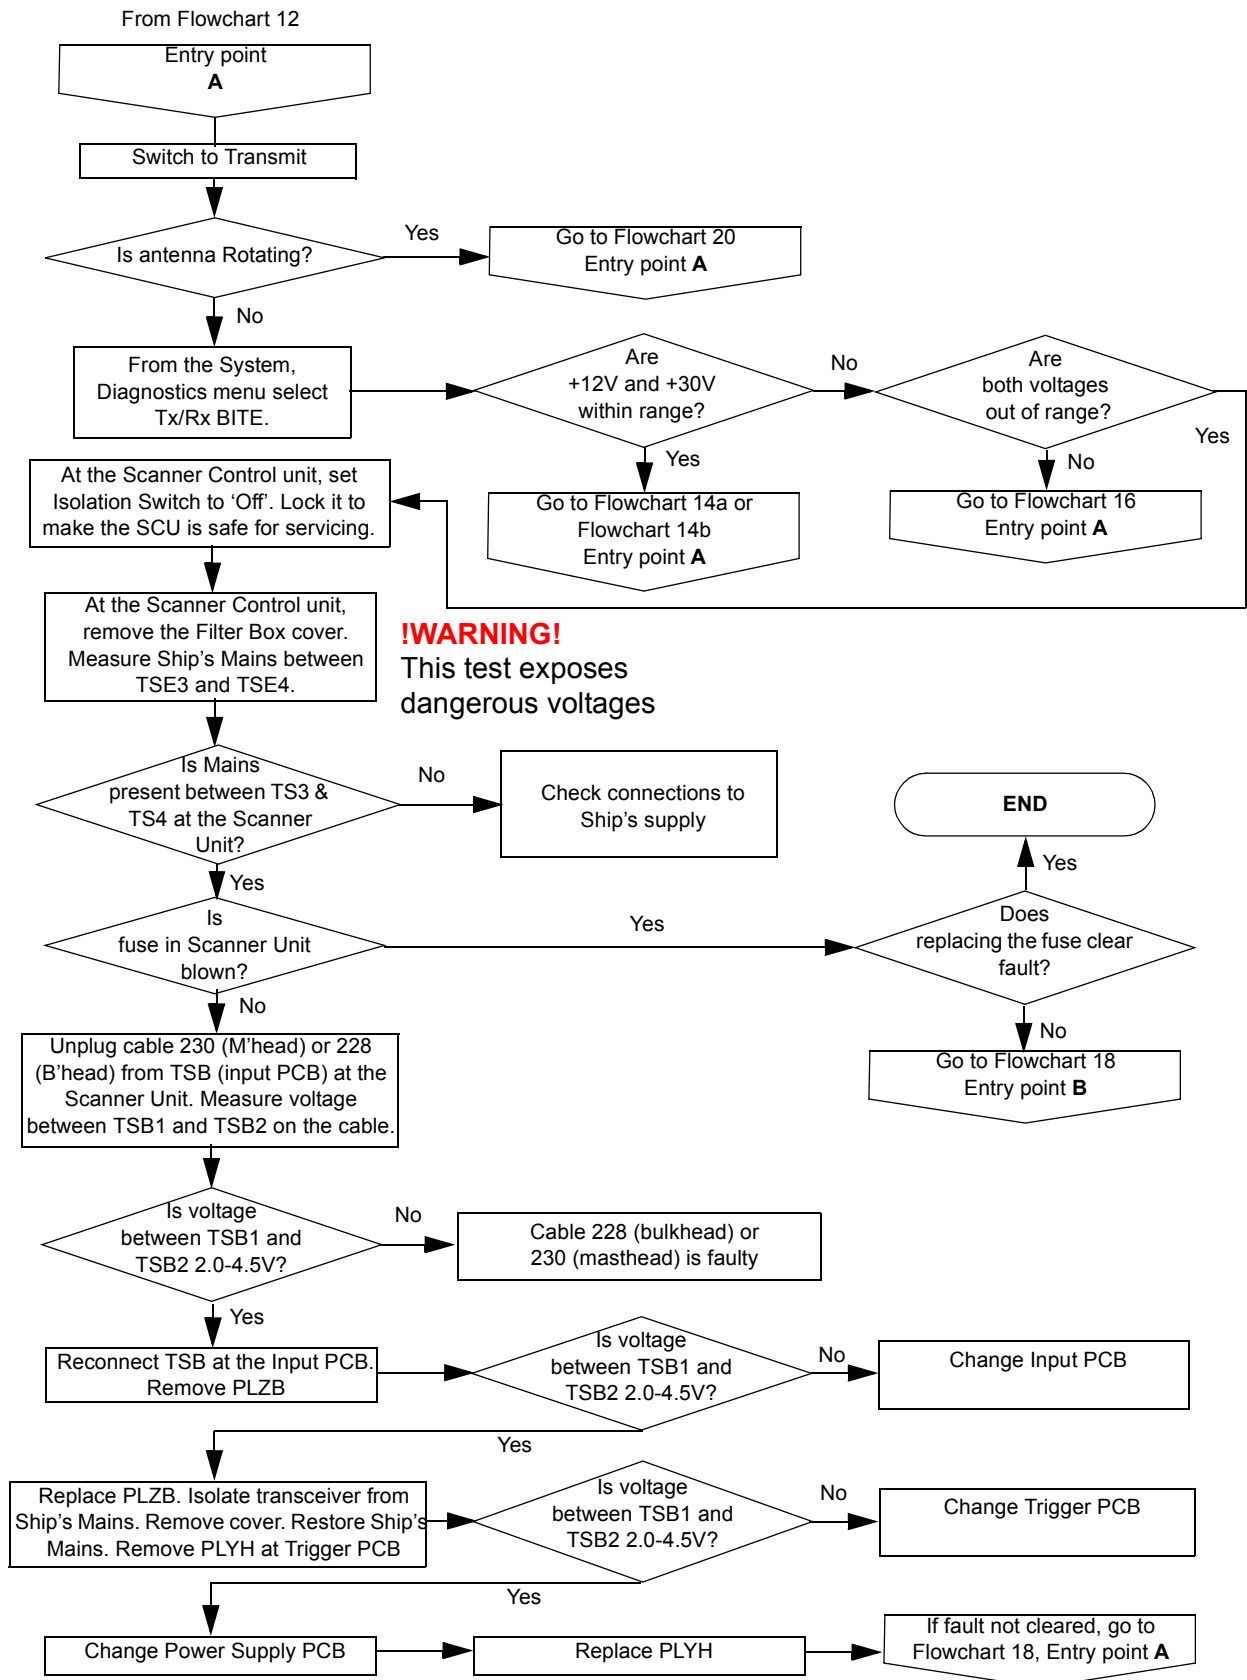 From Flowchart 12
Entry point
A
Switch to Transmit
Is antenna Rotating?
Yes
Go to Flowchart 20
Entry point A
No
From the System,
Diagnostics menu select
Tx/Rx BITE.
Are
+12V and +30V
within range?
No
Are
both voltages
out of range?
Yes
Yes
Go to Flowchart 14a or
Flowchart 14b
Entry point A
No
Go to Flowchart 16
Entry point A
At the Scanner Control unit, set
Isolation Switch to ‘Off’. Lock it to
make the SCU is safe for servicing.
At the Scanner Control unit,
remove the Filter Box cover.
Measure Ship’s Mains between
TSE3 and TSE4.
!WARNING!
This test exposes
dangerous voltages
Is Mains
present between TS3 &
TS4 at the Scanner
Unit?
No
Check connections to
Ship’s supply
END
Yes
Yes
Is
fuse in Scanner Unit
blown?
Yes
Does
replacing the fuse clear
fault?
No
No
Go to Flowchart 18
Entry point B
Unplug cable 230 (M’head) or 228
(B’head) from TSB (input PCB) at the
Scanner Unit. Measure voltage
between TSB1 and TSB2 on the cable.
Is voltage
between TSB1 and
TSB2 2.0-4.5V?
No
Cable 228 (bulkhead) or
230 (masthead) is faulty
Yes
Reconnect TSB at the Input PCB.
Remove PLZB
Is voltage
between TSB1 and
TSB2 2.0-4.5V?
No
Change Input PCB
Yes
Replace PLZB. Isolate transceiver from
Ship’s Mains. Remove cover. Restore Ship’s
Mains. Remove PLYH at Trigger PCB
Is voltage
between TSB1 and
TSB2 2.0-4.5V?
No
Change Trigger PCB
Yes
Change Power Supply PCB
Replace PLYH
If fault not cleared, go to
Flowchart 18, Entry point A